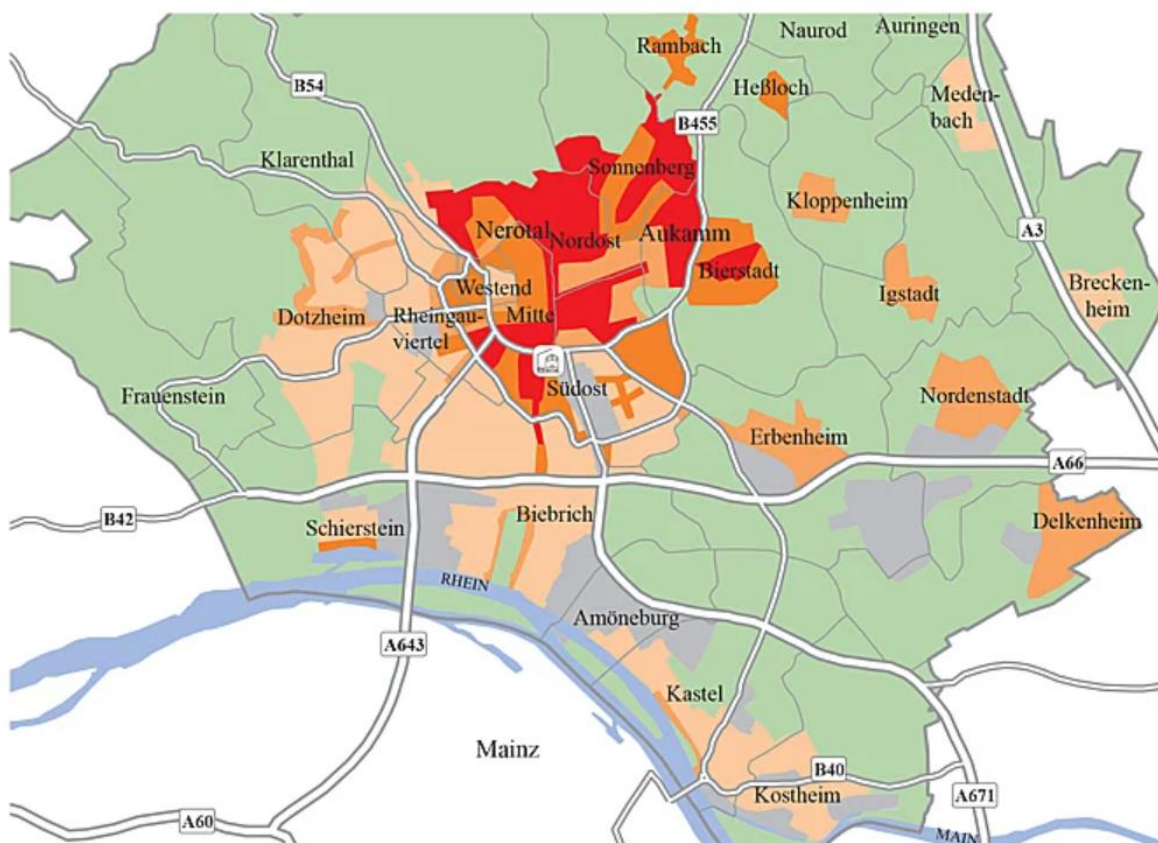 Rambach
Naurod
Auringen
B54
Heßloch
Meden-
bach
B455
Klarenthal
Sonnenberg
Kloppenheim
Nerotal
Nordost
Aukamm
A3
Bierstadt
Westend
Igstadt
Brecken-
heim
Dotzheim
Rheingau-
viertel
Mitte
Frauenstein
Südost
Nordenstadt
Erbenheim
A66
B42
Schierstein
Biebrich
Delkenheim
RHEIN
Amöneburg
A643
Kastel
Mainz
B40
Kostheim
A671
A60
MAIN